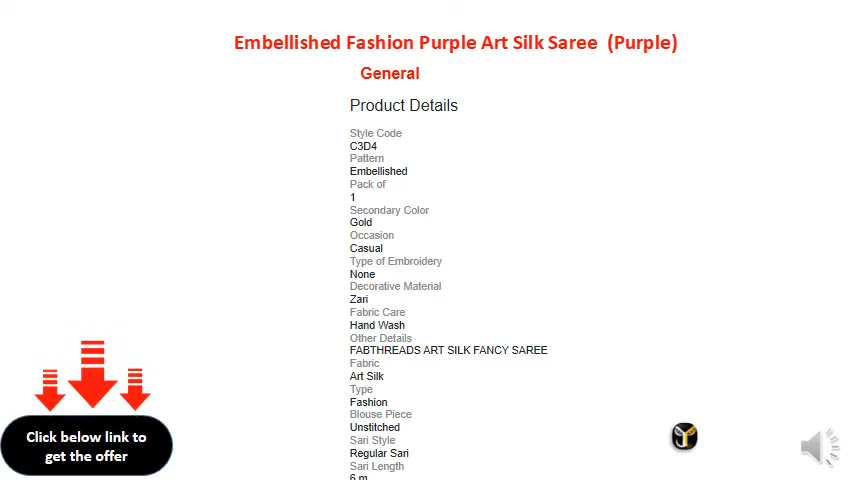 Embellished Fashion Purple Art Silk Saree (Purple)
General
Product Details
Style Code
C3D4
Pattern
Embellished
Pack of
1
Secondary Color
Gold
Occasion
Casual
Type of Embroidery
None
Decorative Material
Zari
Fabric Care
Hand Wash
Other Details
FABTHREADS ART SILK FANCY SAREE
Fabric
Art Silk
Type
Fashion
Blouse Piece
Unstitched
Sari Style
Regular Sari
Sari Length
6 m
Click below link to
get the offer